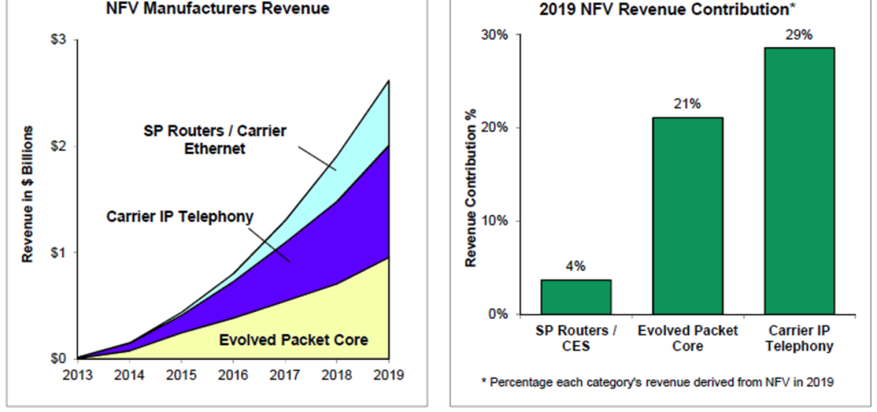 NFV Manufacturers Revenue
$3
$2
$1
$0
Revenue in $ Billions
SP Routers / Carrier
Ethernet
Carrier IP Telephony
Evolved Packet Core
2013 2014 2015 2016 2017 2018 2019
2019 NFV Revenue Contribution*
30%
20%
10%
0%
Revenue Contribution %
4%
21%
29%
SP Routers /
CES
Evolved Packet
Core
Carrier IP
Telephony
* Percentage each category's revenue derived from NFV in 2019